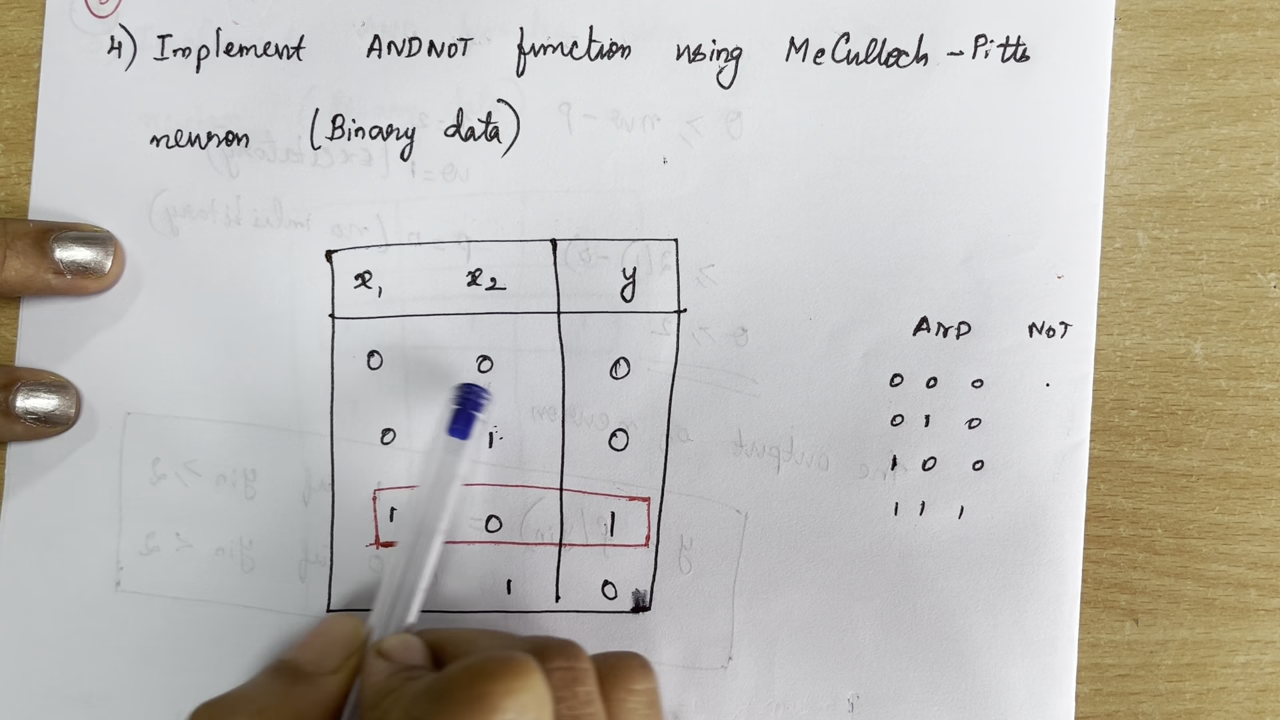 4) Implement ANDNOT function using McCulloch-Pitts
neuron (Binary data)
x₁ x₂ y
0 0 0
0 1 0
1 0 1
1 0
AND NOT
0 0 0
0 1 0
1 0 0
1 1 1